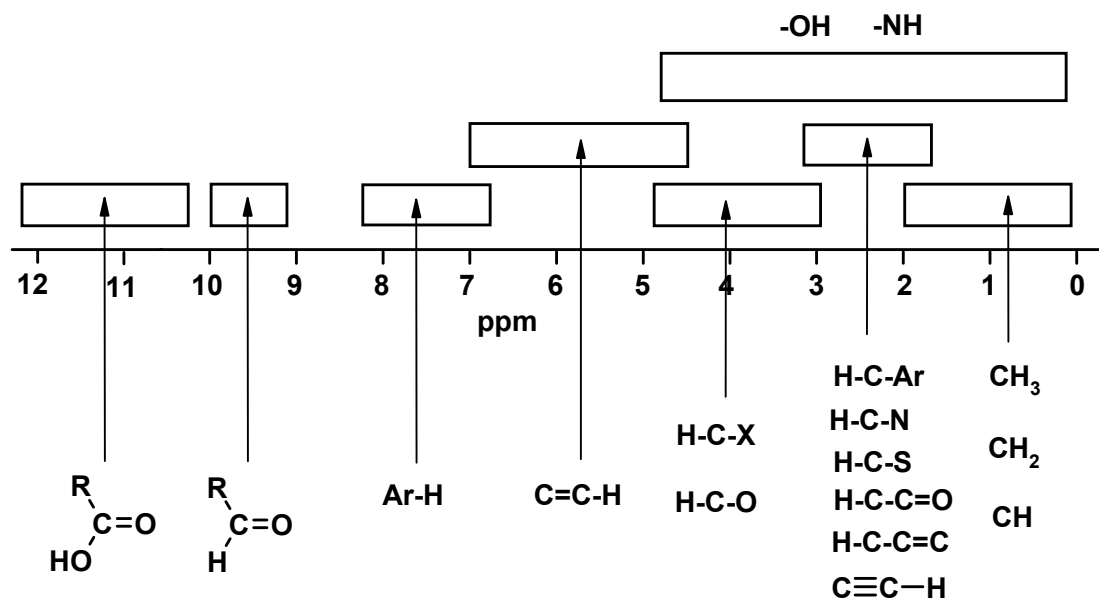 -OH -NH
12 11 10 9 8 7 6 5 4 3 2 1 0
ppm
H-C-Ar CH₃
H-C-N
H-C-X CH₂
H-C-S
R R Ar-H C=C-H H-C-O H-C-C=O
C=O C=O CH
HO H H-C-C=C
C≡C—H